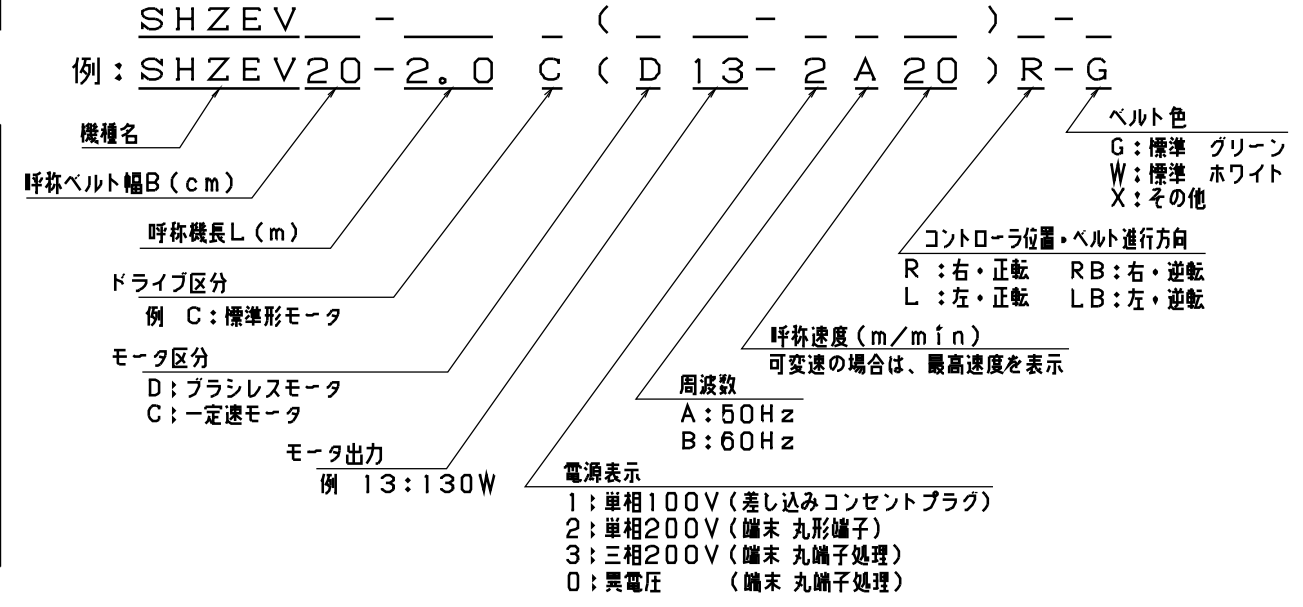 SHZEV__-___ _ ( _ __-_ _ __ ) _-_
例：SHZEV20-2.0 C (D 13-2 A 20 ) R-G
機種名
呼称ベルト幅B（cm）
呼称機長L（m）
ドライブ区分
例 C：標準形モータ
モータ区分
D：ブラシレスモータ
C：一定速モータ
モータ出力
例 13：130W
電源表示
1：単相100V（差し込みコンセントプラグ）
2：単相200V（端末 丸形端子）
3：三相200V（端末 丸端子処理）
0：異電圧 （端末 丸端子処理）
周波数
A：50Hz
B：60Hz
呼称速度（m/min）
可変速の場合は、最高速度を表示
コントローラ位置・ベルト進行方向
R ：右・正転 RB：右・逆転
L ：左・正転 LB：左・逆転
ベルト色
G：標準 グリーン
W：標準 ホワイト
X：その他